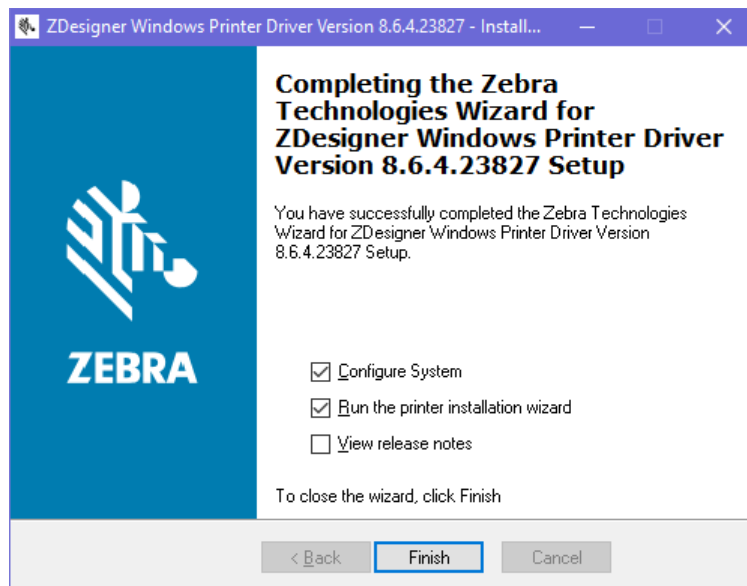 ZDesigner Windows Printer Driver Version 8.6.4.23827 - Install...
Completing the Zebra
Technologies Wizard for
ZDesigner Windows Printer Driver
Version 8.6.4.23827 Setup
You have successfully completed the Zebra Technologies
Wizard for ZDesigner Windows Printer Driver Version
8.6.4.23827 Setup.
ZEBRA
Configure System
Run the printer installation wizard
View release notes
To close the wizard, click Finish
< Back Finish Cancel